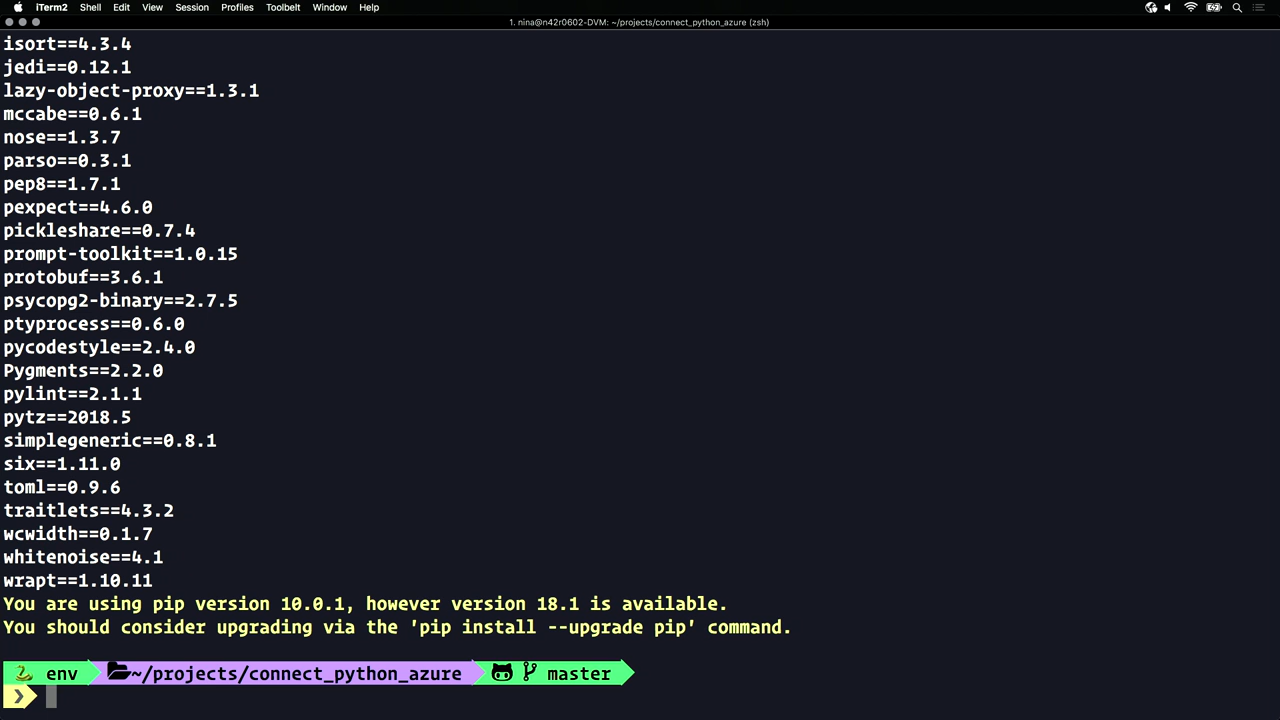 iTerm2 Shell Edit View Session Profiles Toolbelt Window Help
1. nina@n42r0602-DVM: ~/projects/connect_python_azure (zsh)
isort==4.3.4
jedi==0.12.1
lazy-object-proxy==1.3.1
mccabe==0.6.1
nose==1.3.7
parso==0.3.1
pep8==1.7.1
pexpect==4.6.0
pickleshare==0.7.4
prompt-toolkit==1.0.15
protobuf==3.6.1
psycopg2-binary==2.7.5
ptyprocess==0.6.0
pycodestyle==2.4.0
Pygments==2.2.0
pylint==2.1.1
pytz==2018.5
simplegeneric==0.8.1
six==1.11.0
toml==0.9.6
traitlets==4.3.2
wcwidth==0.1.7
whitenoise==4.1
wrapt==1.10.11
You are using pip version 10.0.1, however version 18.1 is available.
You should consider upgrading via the 'pip install --upgrade pip' command.
env ~/projects/connect_python_azure master
❯